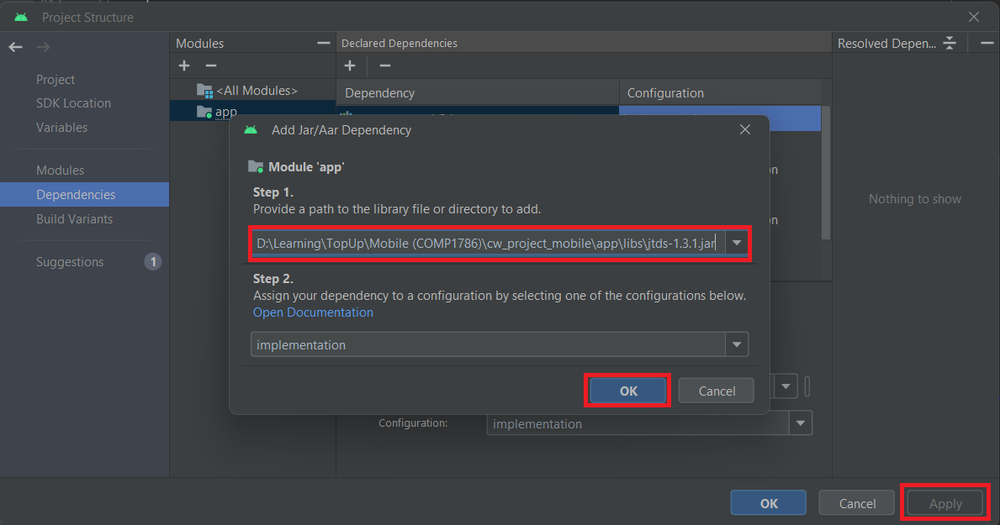 Project Structure
Modules
Declared Dependencies
Resolved Depen...
Project
SDK Location
Variables
Modules
Dependencies
Build Variants
Suggestions
1
<All Modules>
app
Dependency
Configuration
Nothing to show
Add Jar/Aar Dependency
Module 'app'
Step 1.
Provide a path to the library file or directory to add.
D:\Learning\TopUp\Mobile (COMP1786)\cw_project_mobile\app\libs\jtds-1.3.1.jar
Step 2.
Assign your dependency to a configuration by selecting one of the configurations below.
Open Documentation
implementation
OK
Cancel
Configuration:
implementation
OK
Cancel
Apply